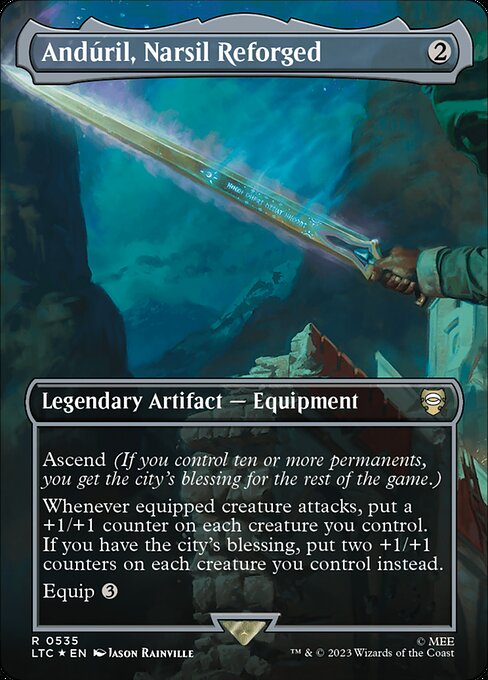 Andúril, Narsil Reforged 2
Legendary Artifact — Equipment
Ascend (If you control ten or more permanents,
you get the city's blessing for the rest of the game.)
Whenever equipped creature attacks, put a
+1/+1 counter on each creature you control.
If you have the city's blessing, put two +1/+1
counters on each creature you control instead.
Equip 3
R 0535
LTC ★ EN Jason Rainville
© MEE
™ & © 2023 Wizards of the Coast